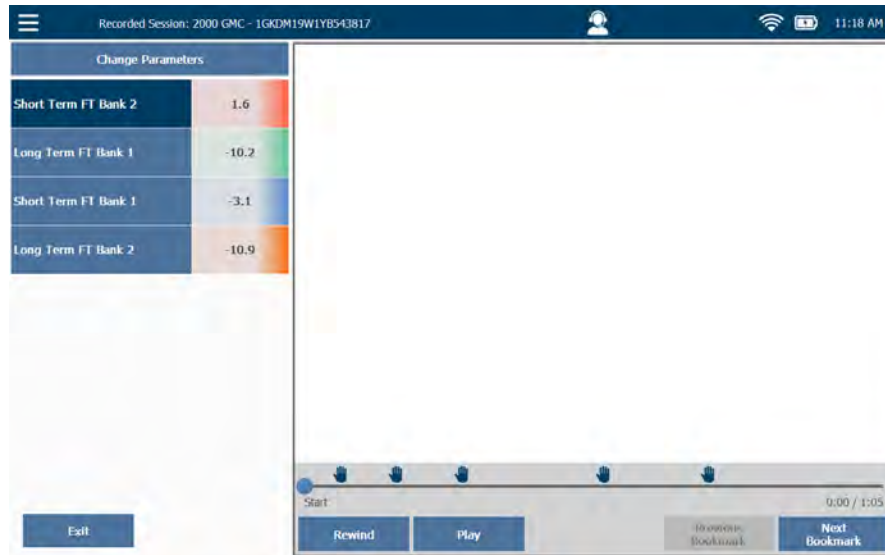 Recorded Session: 2000 GMC - 1GKDM19W1YB543817
11:18 AM
Change Parameters
Short Term FT Bank 2
1.6
Long Term FT Bank 1
-10.2
Short Term FT Bank 1
-3.1
Long Term FT Bank 2
-10.9
Start
0:00 / 1:05
Exit
Rewind
Play
Previous
Bookmark
Next
Bookmark